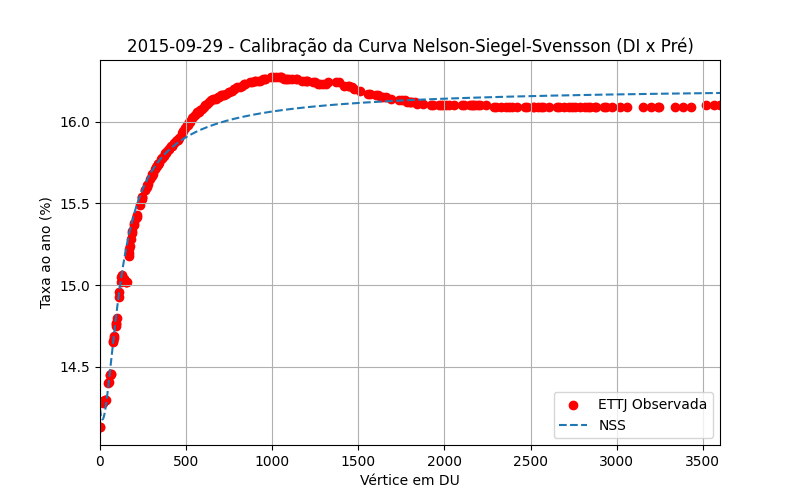 2015-09-29 - Calibração da Curva Nelson-Siegel-Svensson (DI x Pré)
Taxa ao ano (%)
16.0
15.5
15.0
14.5
0 500 1000 1500 2000 2500 3000 3500
Vértice em DU
ETTJ Observada
NSS